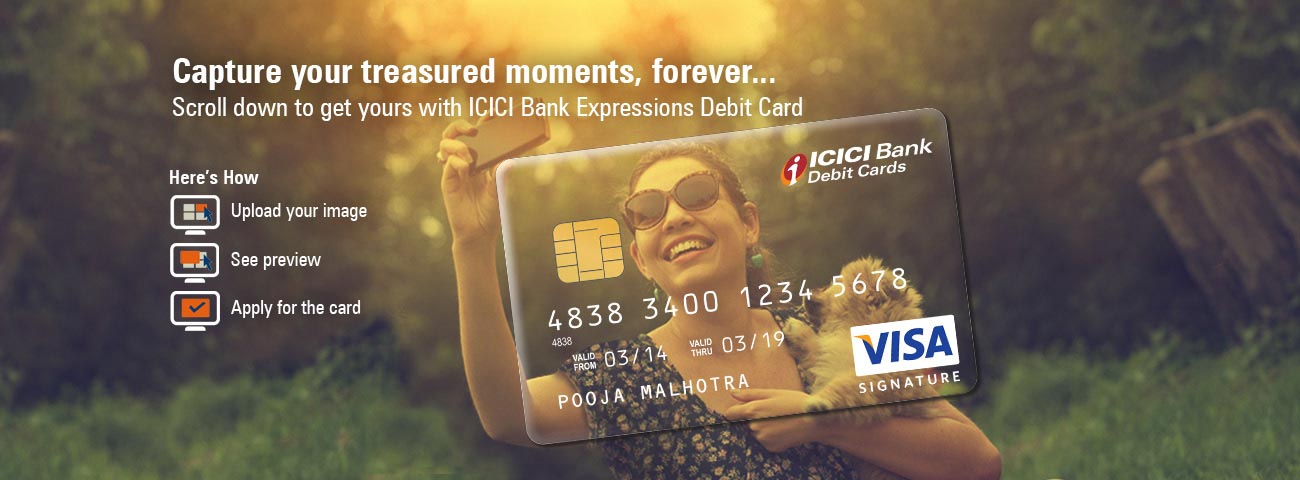 Capture your treasured moments, forever...
Scroll down to get yours with ICICI Bank Expressions Debit Card
Here's How
Upload your image
See preview
Apply for the card
i ICICI Bank
Debit Cards
4838 3400 1234 5678
4838
VALID FROM 03/14 VALID THRU 03/19
POOJA MALHOTRA
VISA
SIGNATURE